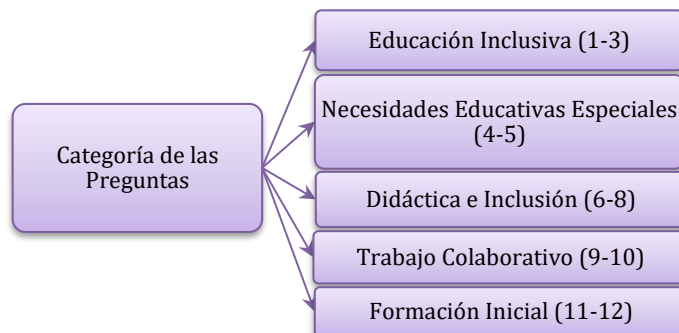 Educación Inclusiva (1-3)
Necesidades Educativas Especiales
(4-5)
Categoría de las
Preguntas
Didáctica e Inclusión (6-8)
Trabajo Colaborativo (9-10)
Formación Inicial (11-12)